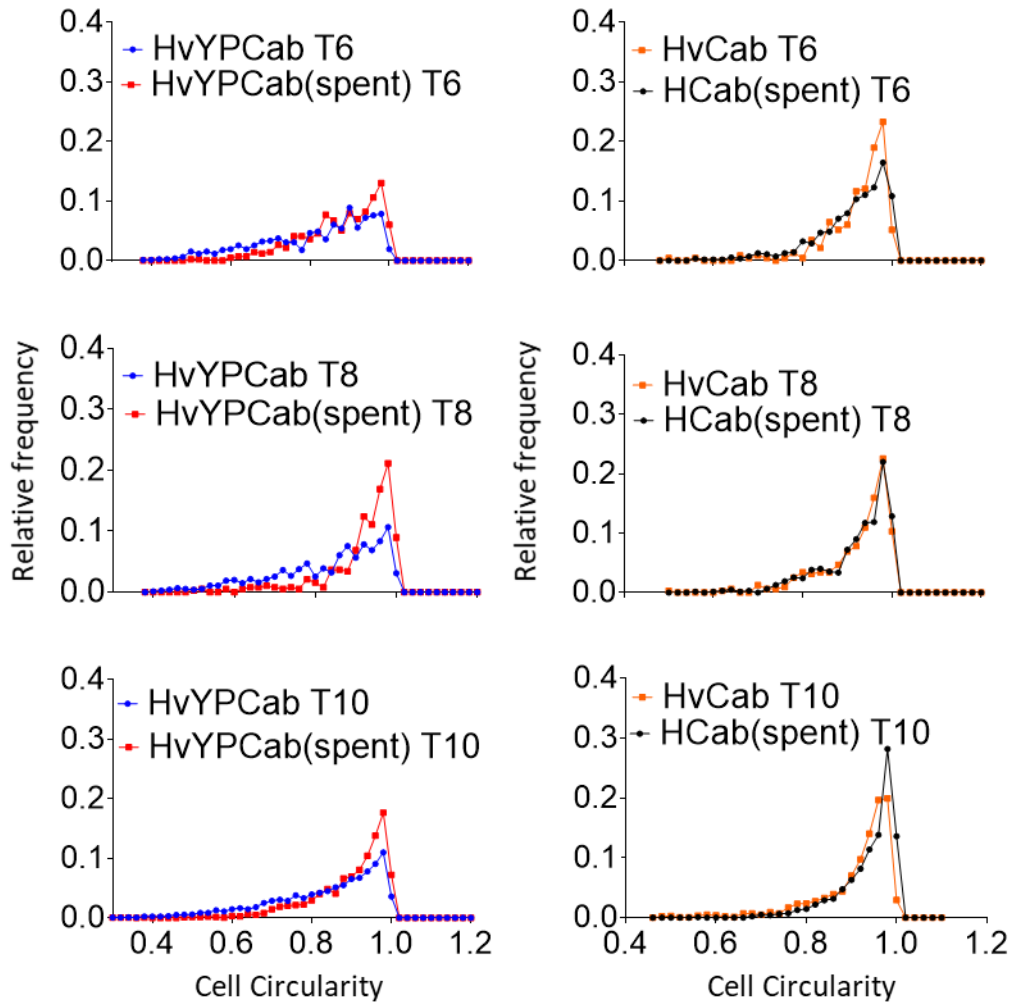 0.4
HvYPCab T6
0.3
HvYPCab(spent) T6
0.2
0.1
0.0
0.4
HvCab T6
0.3
HCab(spent) T6
0.2
0.1
0.0
Relative frequency
0.4
HvYPCab T8
0.3
HvYPCab(spent) T8
0.2
0.1
0.0
Relative frequency
0.4
HvCab T8
0.3
HCab(spent) T8
0.2
0.1
0.0
0.4
HvYPCab T10
0.3
HvYPCab(spent) T10
0.2
0.1
0.0
0.4 0.6 0.8 1.0 1.2
Cell Circularity
0.4
HvCab T10
0.3
HCab(spent) T10
0.2
0.1
0.0
0.4 0.6 0.8 1.0 1.2
Cell Circularity